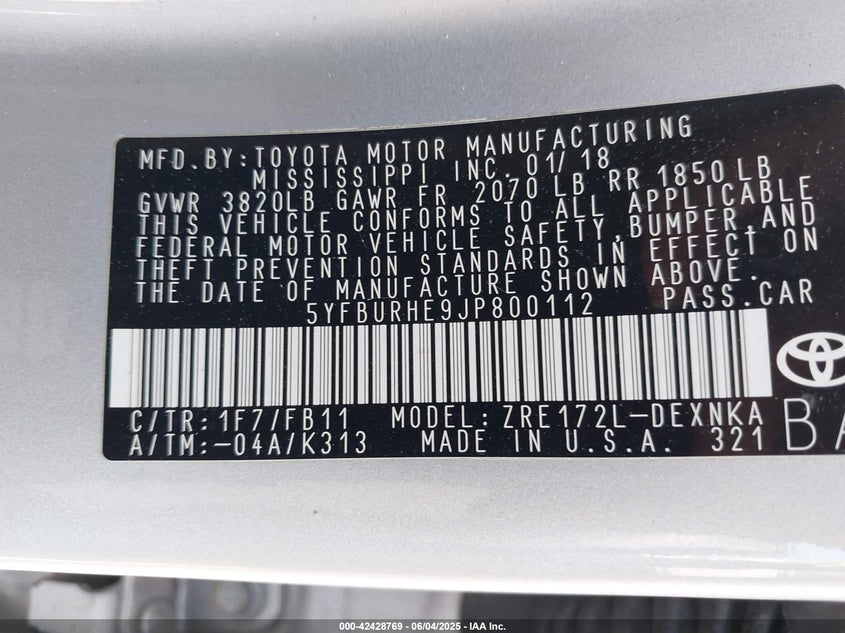 MFD. BY: TOYOTA MOTOR MANUFACTURING
MISSISSIPPI INC. 01/18
GVWR 3820LB GAWR FR 2070 LB RR 1850 LB
THIS VEHICLE CONFORMS TO ALL APPLICABLE
FEDERAL MOTOR VEHICLE SAFETY, BUMPER, AND
THEFT PREVENTION STANDARDS IN EFFECT ON
THE DATE OF MANUFACTURE SHOWN ABOVE.
5YFBURHE9JP800112 PASS. CAR
C/TR: 1F7/FB11 MODEL: ZRE172L-DEXNKA
A/TM: -04A/K313 MADE IN U.S.A. 321 BA
000-42428769 - 06/04/2025 - IAA Inc.